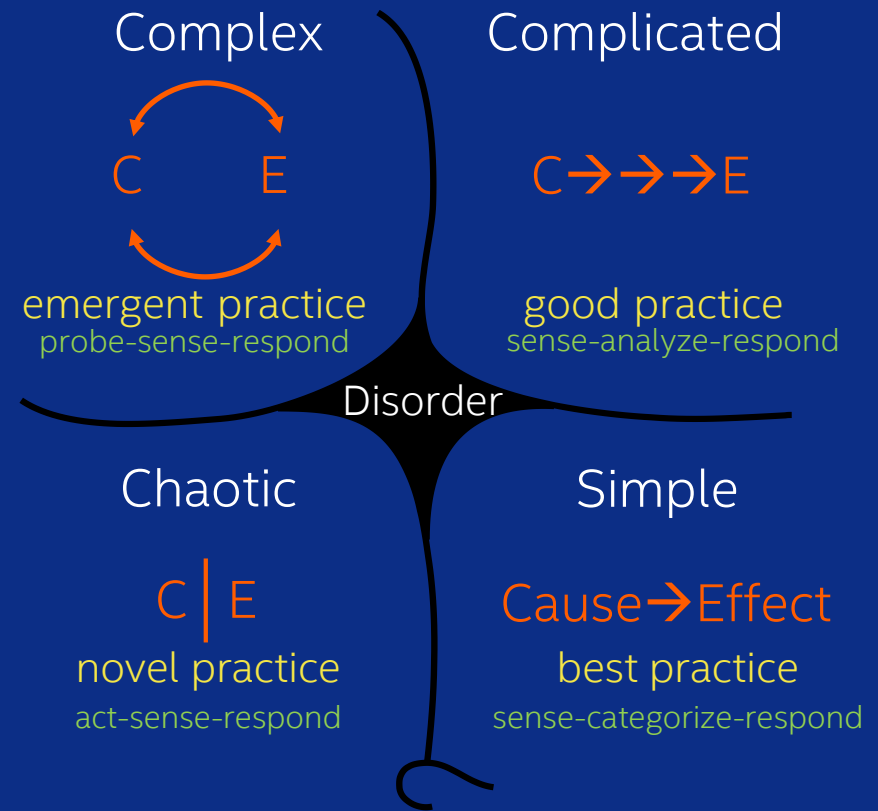 Complex
C E
emergent practice
probe-sense-respond
Complicated
C→→→E
good practice
sense-analyze-respond
Disorder
Chaotic
C | E
novel practice
act-sense-respond
Simple
Cause→Effect
best practice
sense-categorize-respond